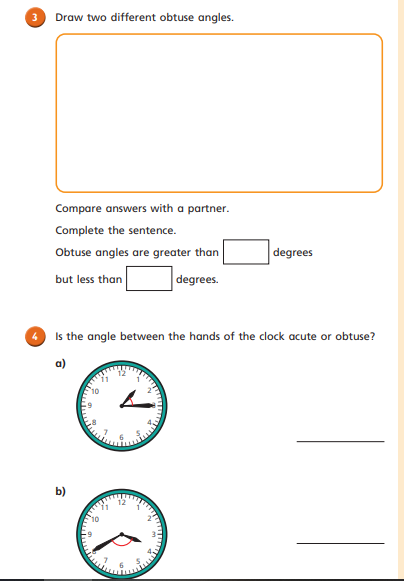 3 Draw two different obtuse angles.
Compare answers with a partner.
Complete the sentence.
Obtuse angles are greater than degrees
but less than degrees.
4 Is the angle between the hands of the clock acute or obtuse?
a)
12
11 1
10 2
9 3
8 4
7 5
6
b)
12
11 1
10 2
9 3
8 4
7 5
6